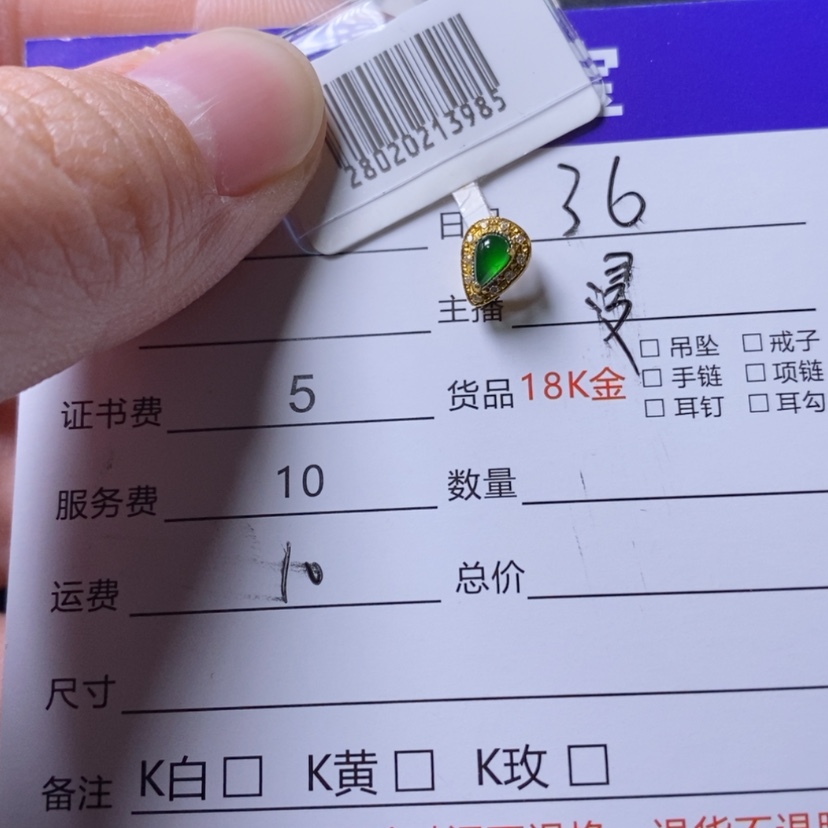 28020213985
日 36
主播 浸
证书费 5 货品 18K金 □ 吊坠 □ 戒子
□ 手链 □ 项链
□ 耳钉 □ 耳勾
服务费 10 数量
运费 10 总价
尺寸
备注 K白 □ K黄 □ K玫 □